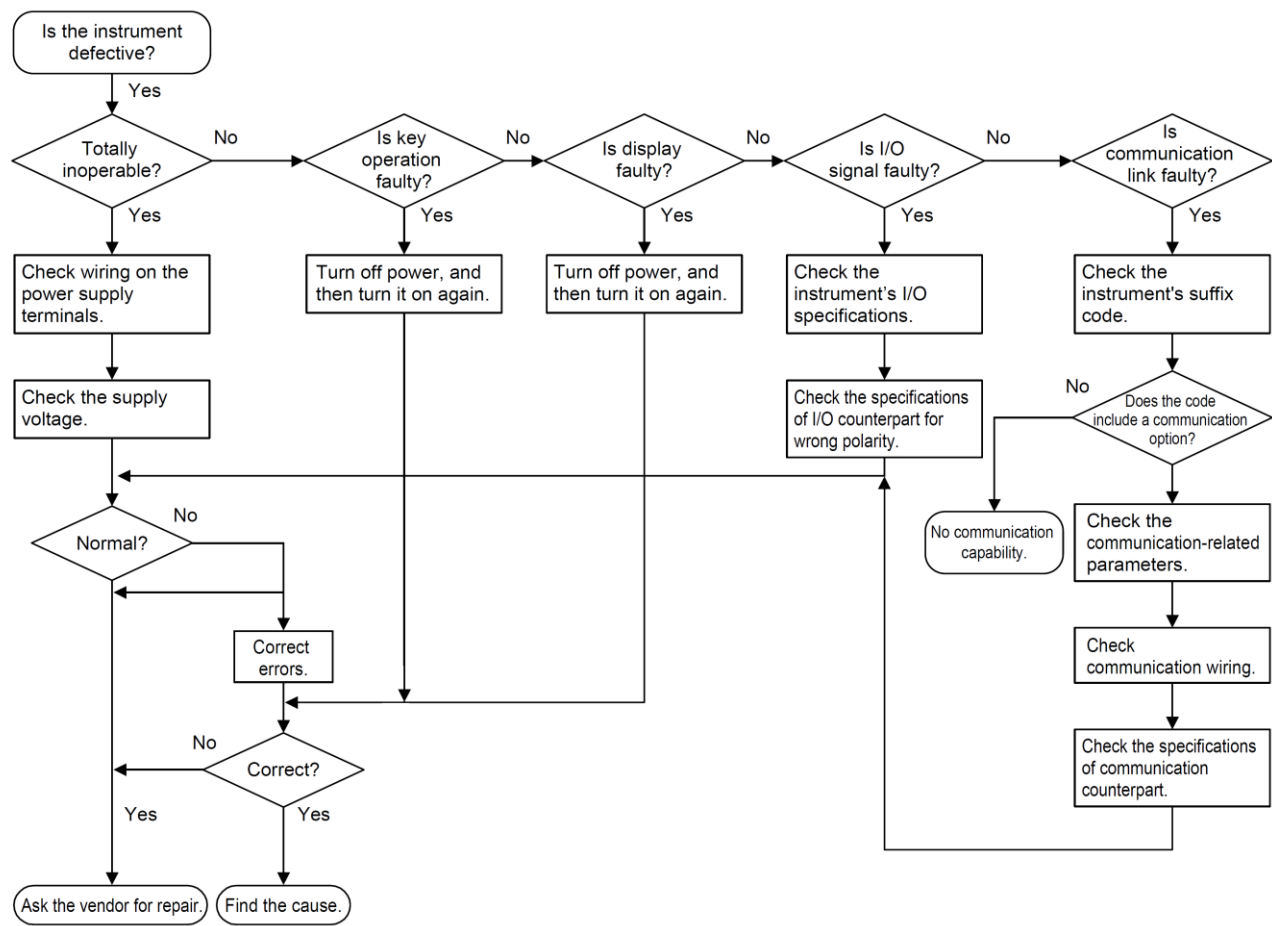 Is the instrument
defective?
Yes
Totally
inoperable?
No
Is key
operation
faulty?
No
Is display
faulty?
No
Is I/O
signal faulty?
No
Is
communication
link faulty?
Yes
Yes
Yes
Yes
Yes
Check wiring on the
power supply
terminals.
Turn off power, and
then turn it on again.
Turn off power, and
then turn it on again.
Check the
instrument’s I/O
specifications.
Check the
instrument's suffix
code.
Check the supply
voltage.
Check the specifications
of I/O counterpart for
wrong polarity.
No
Does the code
include a communication
option?
Normal?
No
No communication
capability.
Check the
communication-related
parameters.
Correct
errors.
Check
communication wiring.
No
Correct?
Check the specifications
of communication
counterpart.
Yes
Yes
Ask the vendor for repair.
Find the cause.